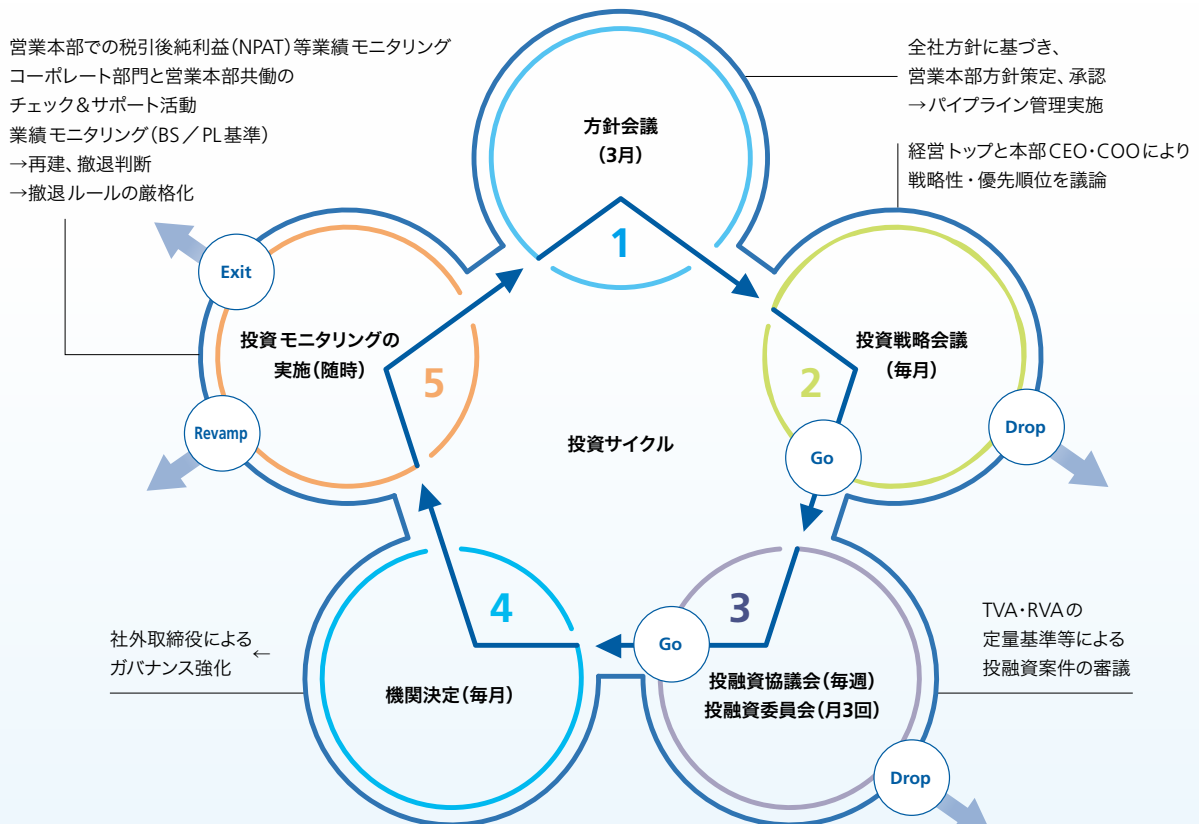 営業本部での税引後純利益(NPAT)等業績モニタリング
コーポレート部門と営業本部共働の
チェック&サポート活動
業績モニタリング(BS/PL基準)
→再建、撤退判断
→撤退ルールの厳格化
全社方針に基づき、
営業本部方針策定、承認
→パイプライン管理実施
方針会議
(3月)
1
経営トップと本部CEO・COOにより
戦略性・優先順位を議論
投資戦略会議
(毎月)
2
Go
Drop
投資サイクル
Exit
投資モニタリングの
実施(随時)
5
Revamp
3
Go
投融資協議会(毎週)
投融資委員会(月3回)
TVA・RVAの
定量基準等による
投融資案件の審議
Drop
4
機関決定(毎月)
社外取締役による
ガバナンス強化 ←